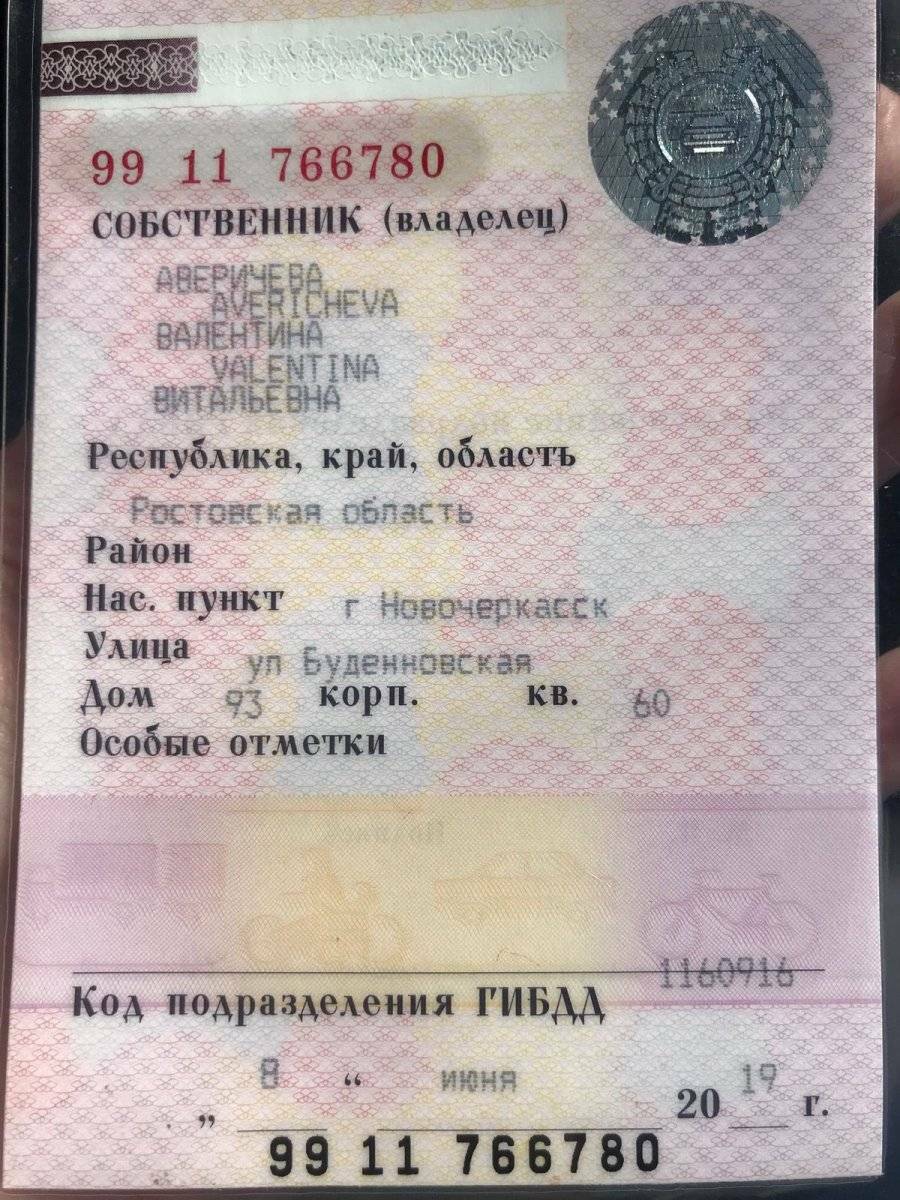 99 11 766780
СОБСТВЕННИК (владелец)
АВЕРИЧЕВА
AVERICHEVA
ВАЛЕНТИНА
VALENTINA
ВИТАЛЬЕВНА
Республика, край, область
Ростовская область
Район
Нас. пункт г Новочеркасск
Улица ул Буденновская
Дом 93 корп. кв. 60
Особые отметки
1160916
Код подразделения ГИБДД
„ 8 “ июня 20 19 г.
99 11 766780